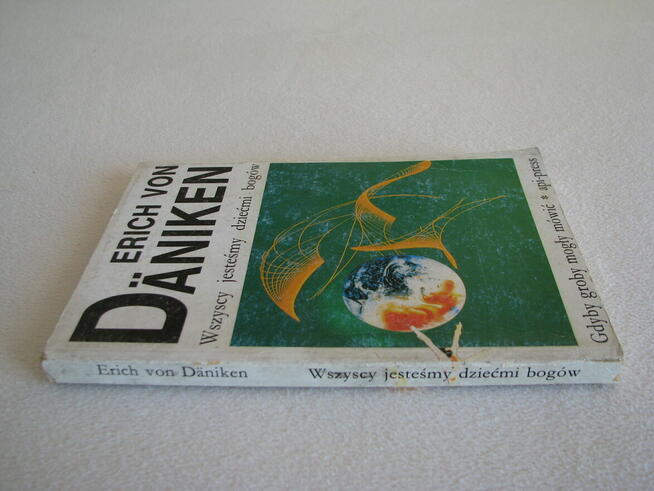 ERICH VON
DÄNIKEN
Wszyscy jesteśmy dziećmi bogów
Gdyby groby mogły mówić * api-press
Erich von Däniken Wszyscy jesteśmy dziećmi bogów